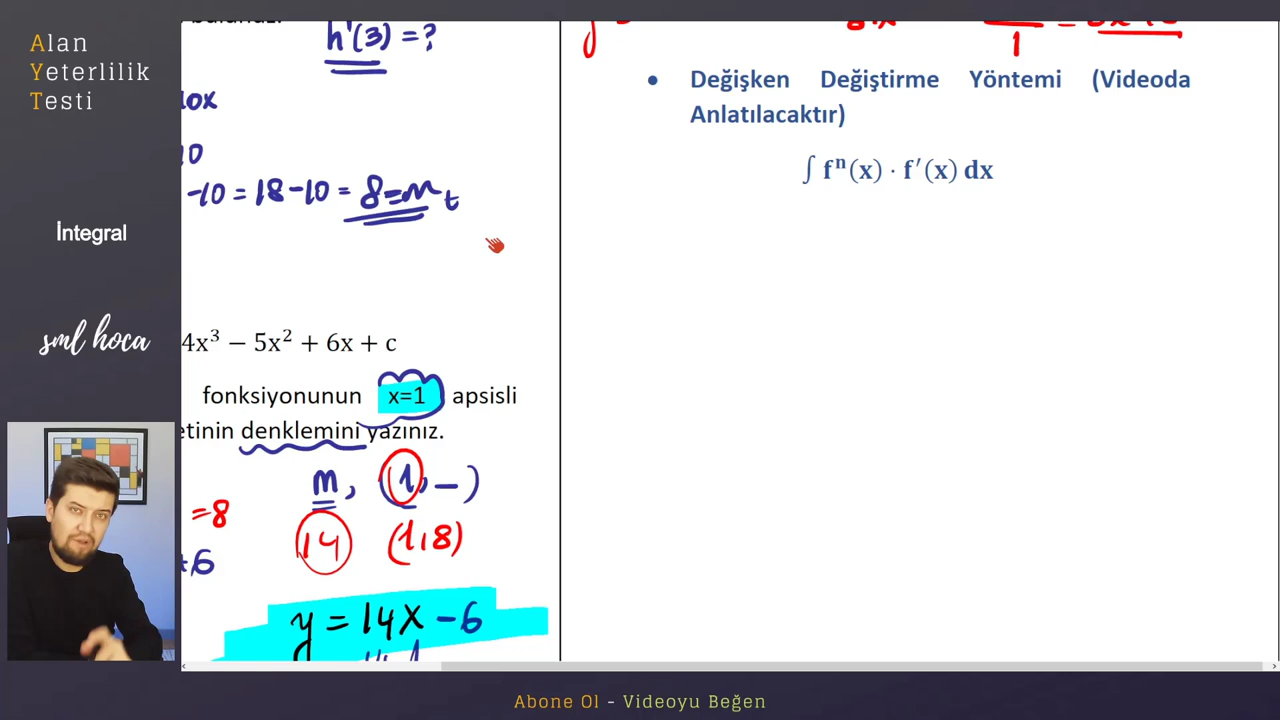 Alan
Yeterlilik
Testi
İntegral
sml hoca
h'(3) = ?
10x
10
-10 = 18 - 10 = 8 = m t
4x³ − 5x² + 6x + c
fonksiyonunun x=1 apsisli
etinin denklemini yazınız.
m, (1, _)
= 8
14 (1,8)
+6
y = 14x - 6
• Değişken Değiştirme Yöntemi (Videoda
Anlatılacaktır)
∫ fⁿ(x) · f′(x) dx
Abone Ol - Videoyu Beğen